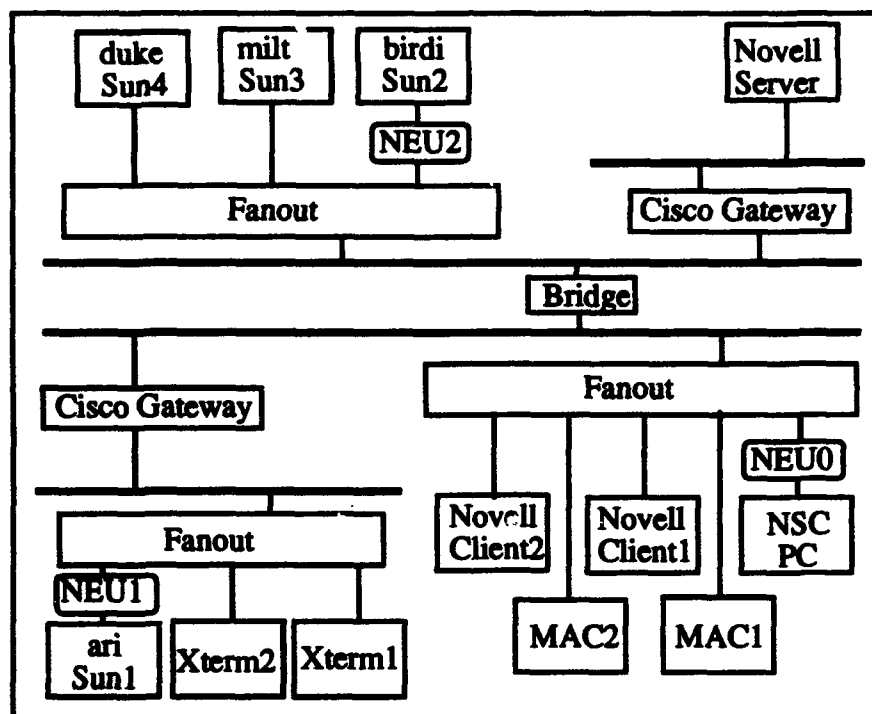 duke
Sun4
milt
Sun3
birdi
Sun2
Novell
Server
NEU2
Fanout
Cisco Gateway
Bridge
Fanout
Cisco Gateway
NEU0
Novell
Client2
Novell
Client1
NSC
PC
Fanout
NEU1
MAC2
MAC1
ari
Sun1
Xterm2
Xterm1